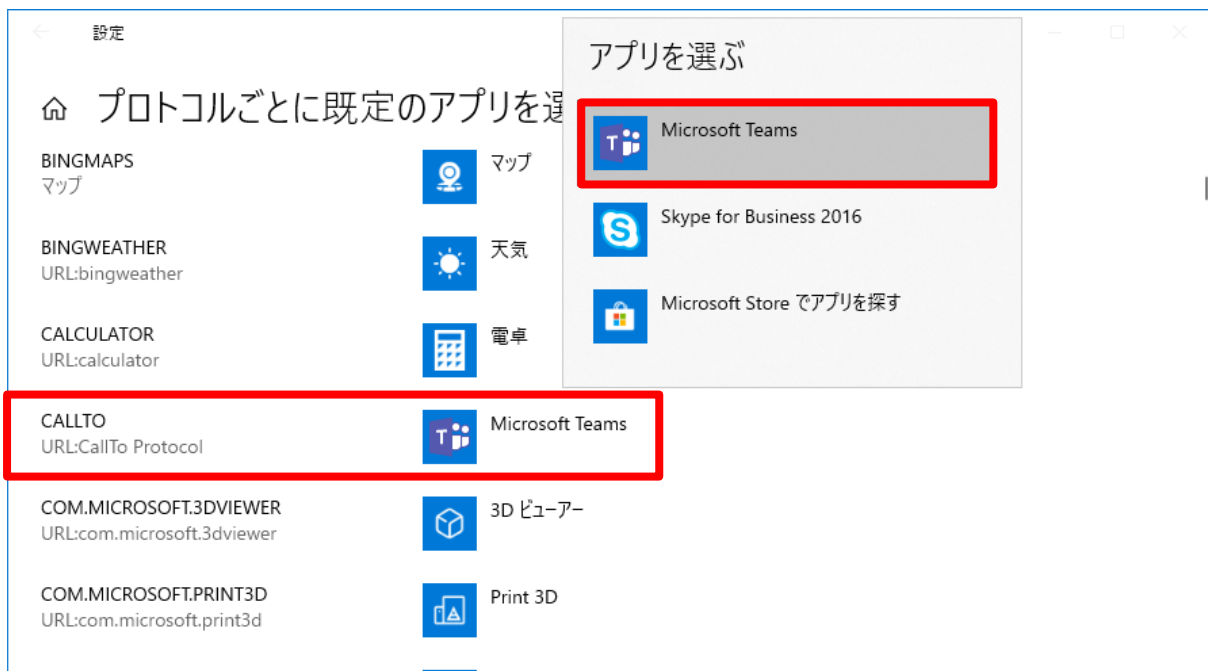 設定
プロトコルごとに既定のアプリを選
BINGMAPS
マップ
マップ
BINGWEATHER
URL:bingweather
天気
CALCULATOR
URL:calculator
電卓
CALLTO
URL:CallTo Protocol
Microsoft Teams
COM.MICROSOFT.3DVIEWER
URL:com.microsoft.3dviewer
3D ビューアー
COM.MICROSOFT.PRINT3D
URL:com.microsoft.print3d
Print 3D
アプリを選ぶ
Microsoft Teams
Skype for Business 2016
Microsoft Store でアプリを探す